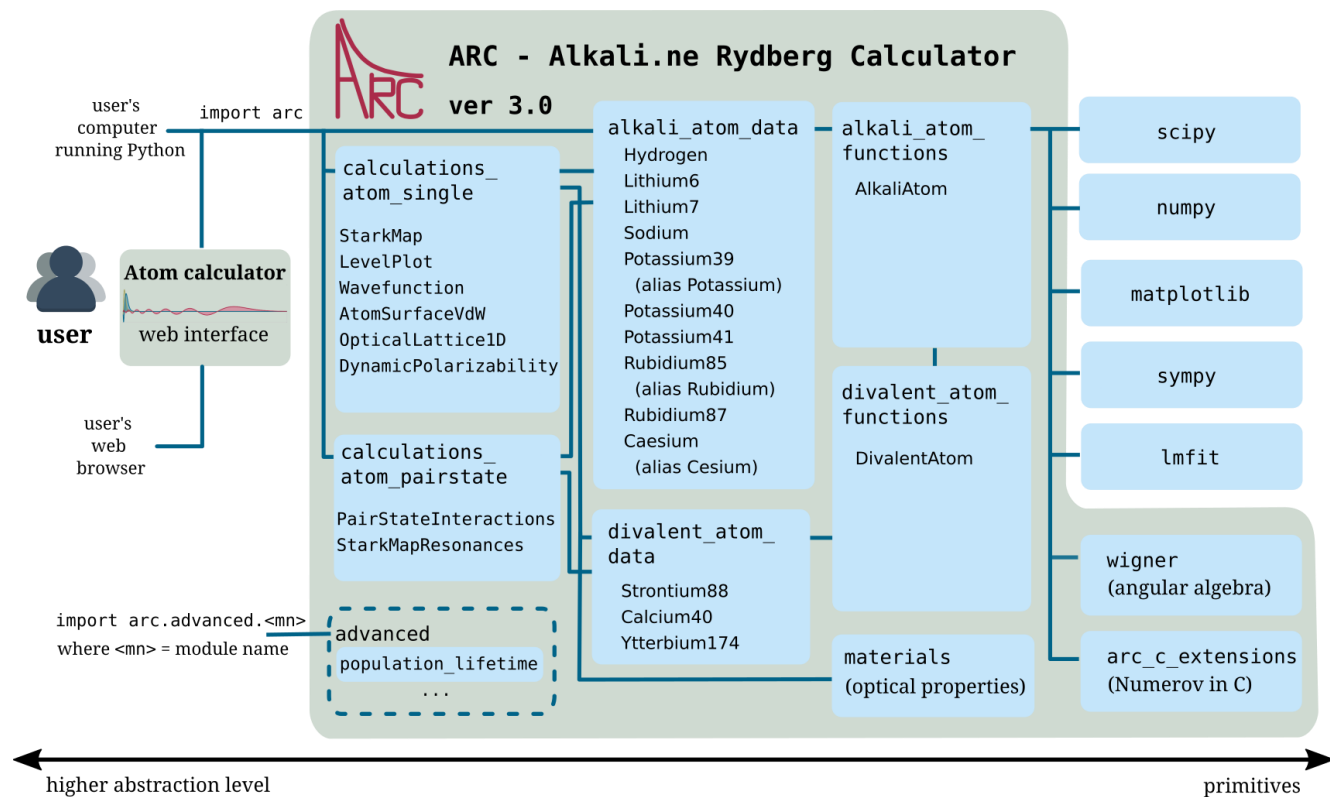 ARC
ARC - Alkali.ne Rydberg Calculator
ver 3.0
user's
computer
running Python
import arc
user
Atom calculator
web interface
user's
web
browser
import arc.advanced.<mn>
where <mn> = module name
calculations_
atom_single
StarkMap
LevelPlot
Wavefunction
AtomSurfaceVdW
OpticalLattice1D
DynamicPolarizability
calculations_
atom_pairstate
PairStateInteractions
StarkMapResonances
advanced
population_lifetime
...
alkali_atom_data
Hydrogen
Lithium6
Lithium7
Sodium
Potassium39
(alias Potassium)
Potassium40
Potassium41
Rubidium85
(alias Rubidium)
Rubidium87
Caesium
(alias Cesium)
divalent_atom_
data
Strontium88
Calcium40
Ytterbium174
alkali_atom_
functions
AlkaliAtom
divalent_atom_
functions
DivalentAtom
materials
(optical properties)
scipy
numpy
matplotlib
sympy
lmfit
wigner
(angular algebra)
arc_c_extensions
(Numerov in C)
higher abstraction level
primitives